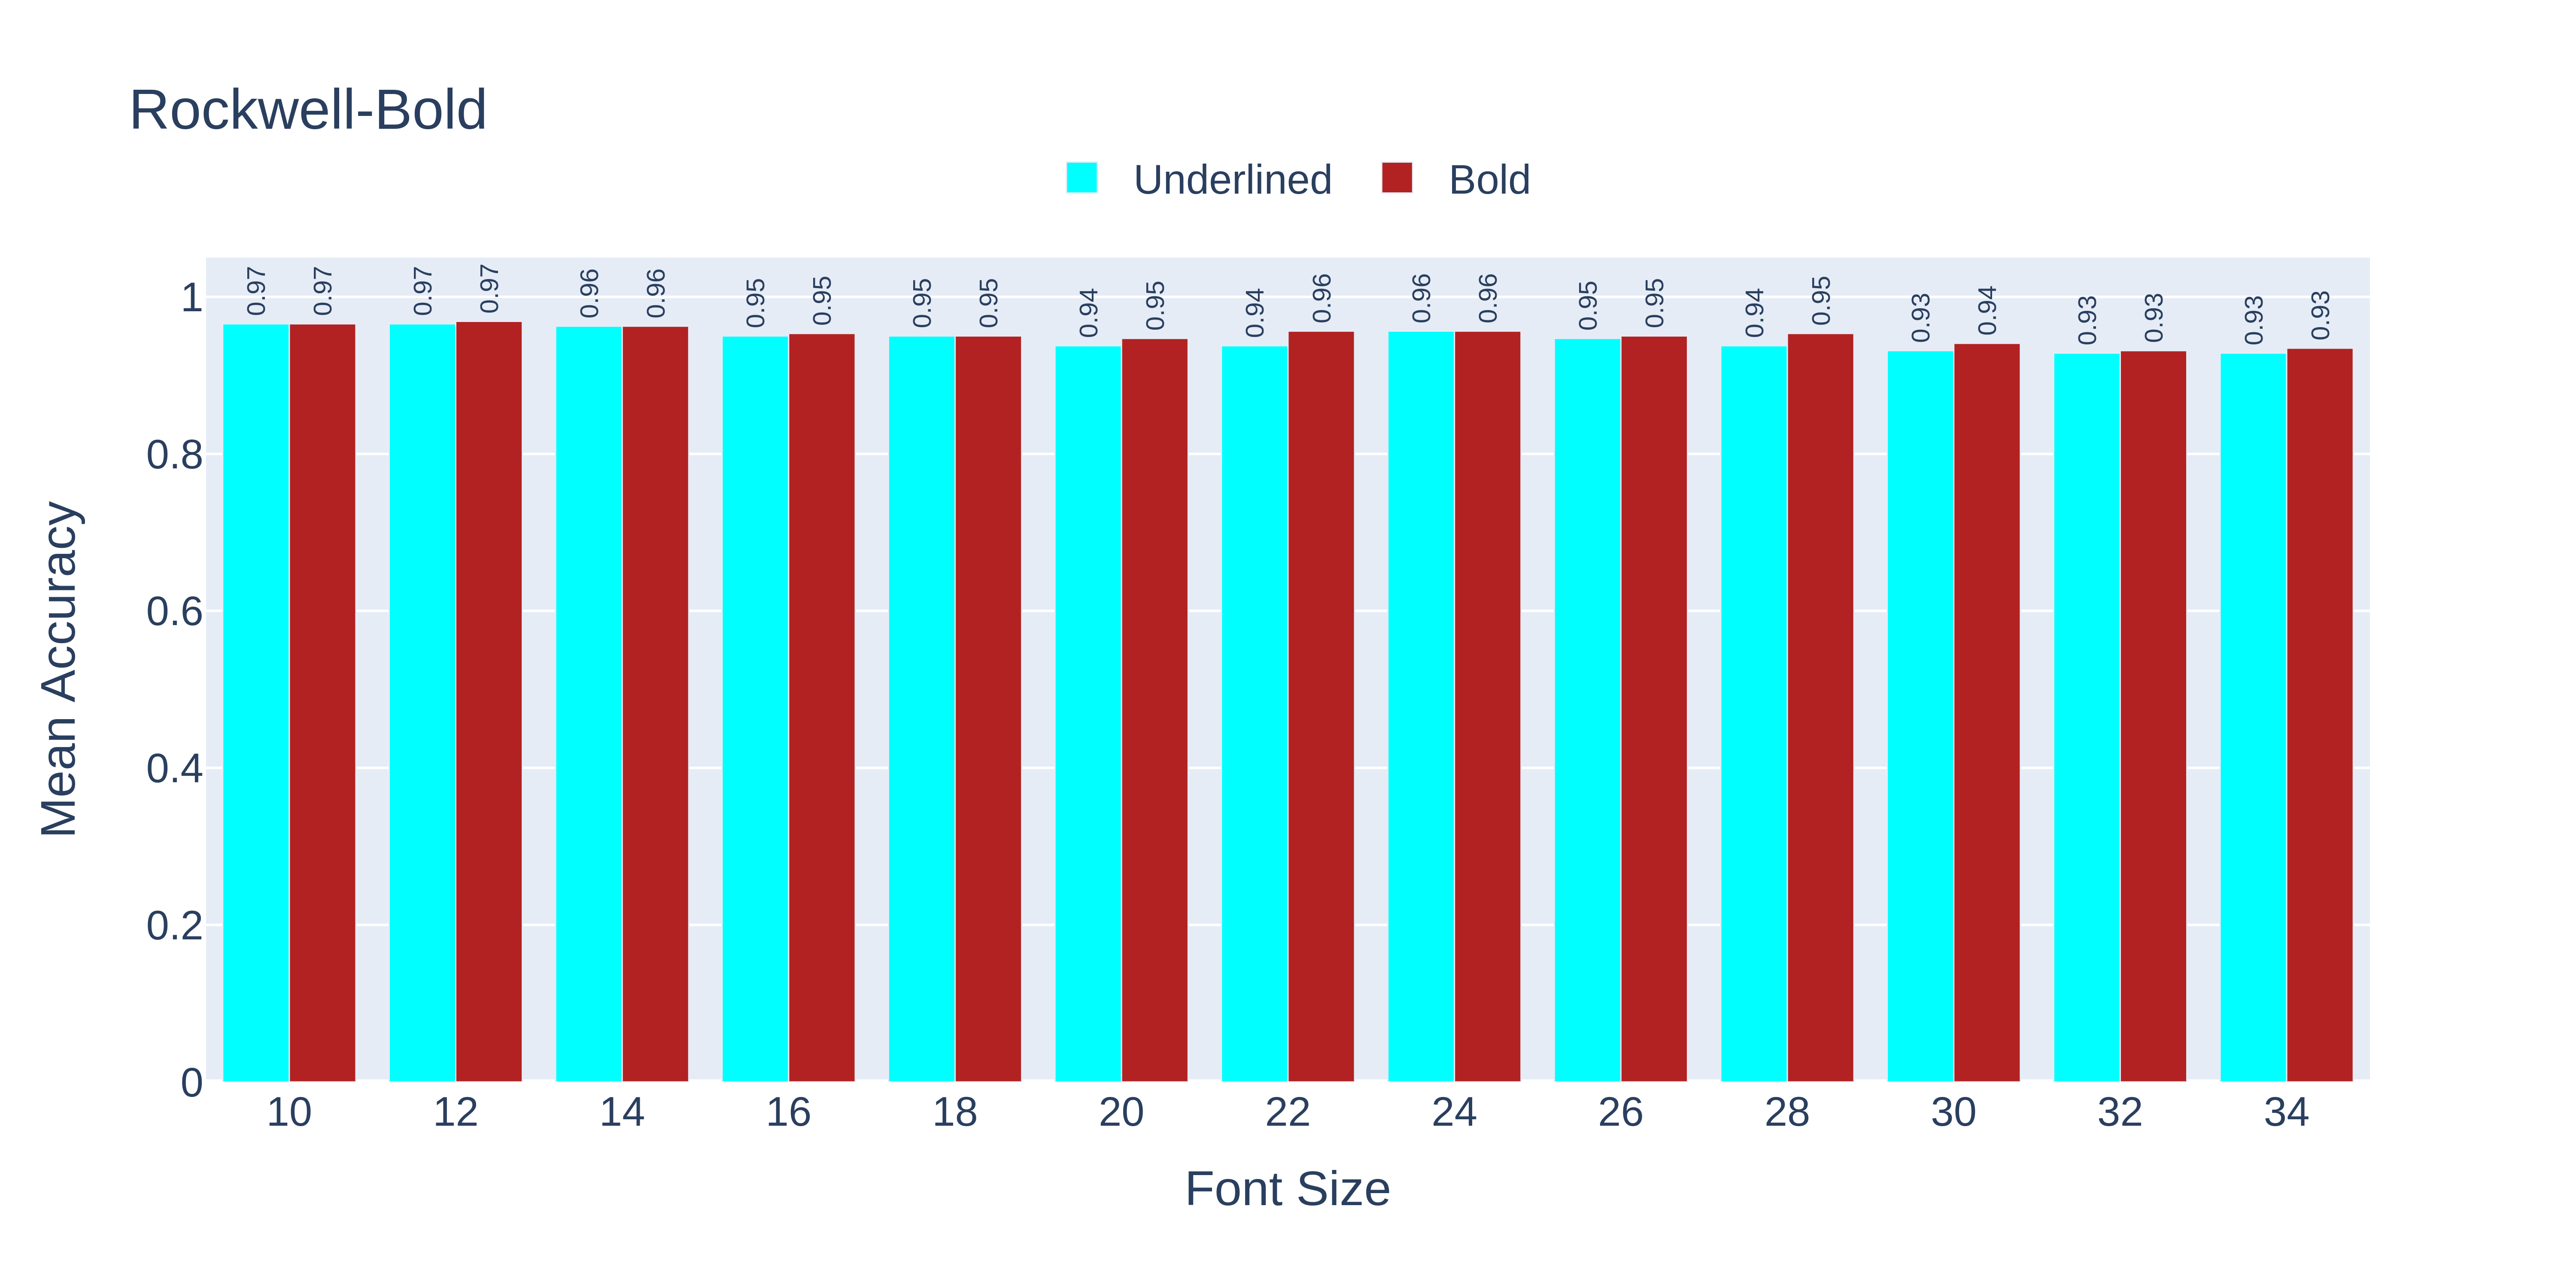 Rockwell-Bold
Underlined Bold
0.97 0.97 0.97 0.97 0.96 0.96 0.95 0.95 0.95 0.95 0.94 0.95 0.94 0.96 0.96 0.96 0.95 0.95 0.94 0.95 0.93 0.94 0.93 0.93 0.93 0.93
1
0.8
0.6
0.4
0.2
0
Mean Accuracy
10 12 14 16 18 20 22 24 26 28 30 32 34
Font Size